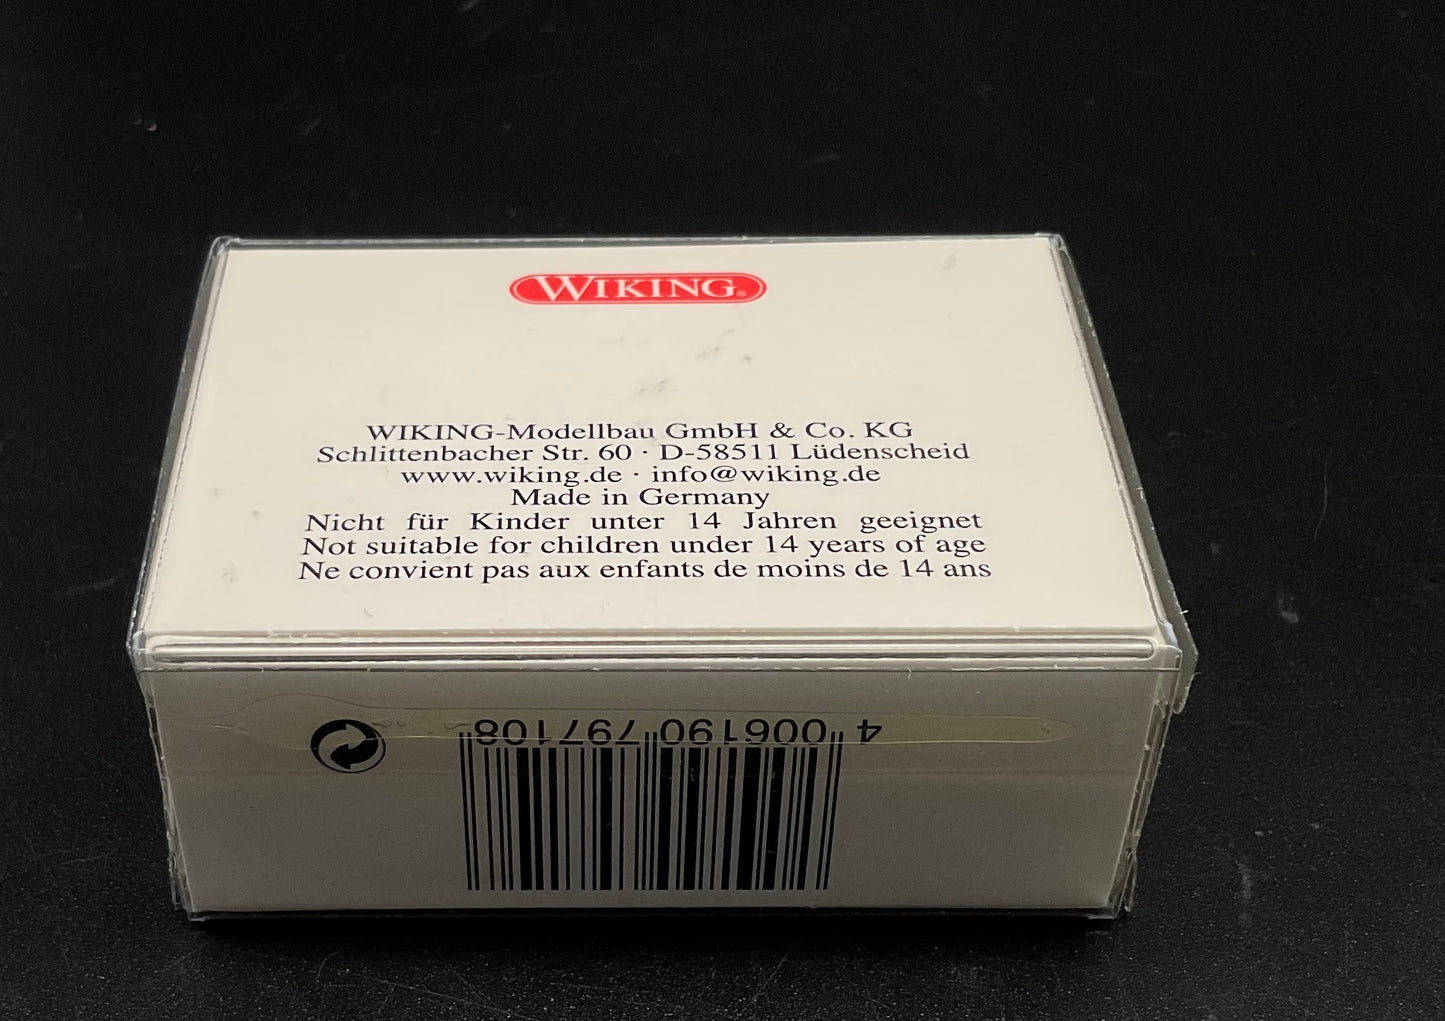 WIKING®
WIKING-Modellbau GmbH & Co. KG
Schlittenbacher Str. 60 · D-58511 Lüdenscheid
www.wiking.de · info@wiking.de
Made in Germany
Nicht für Kinder unter 14 Jahren geeignet
Not suitable for children under 14 years of age
Ne convient pas aux enfants de moins de 14 ans
4 006190 797108